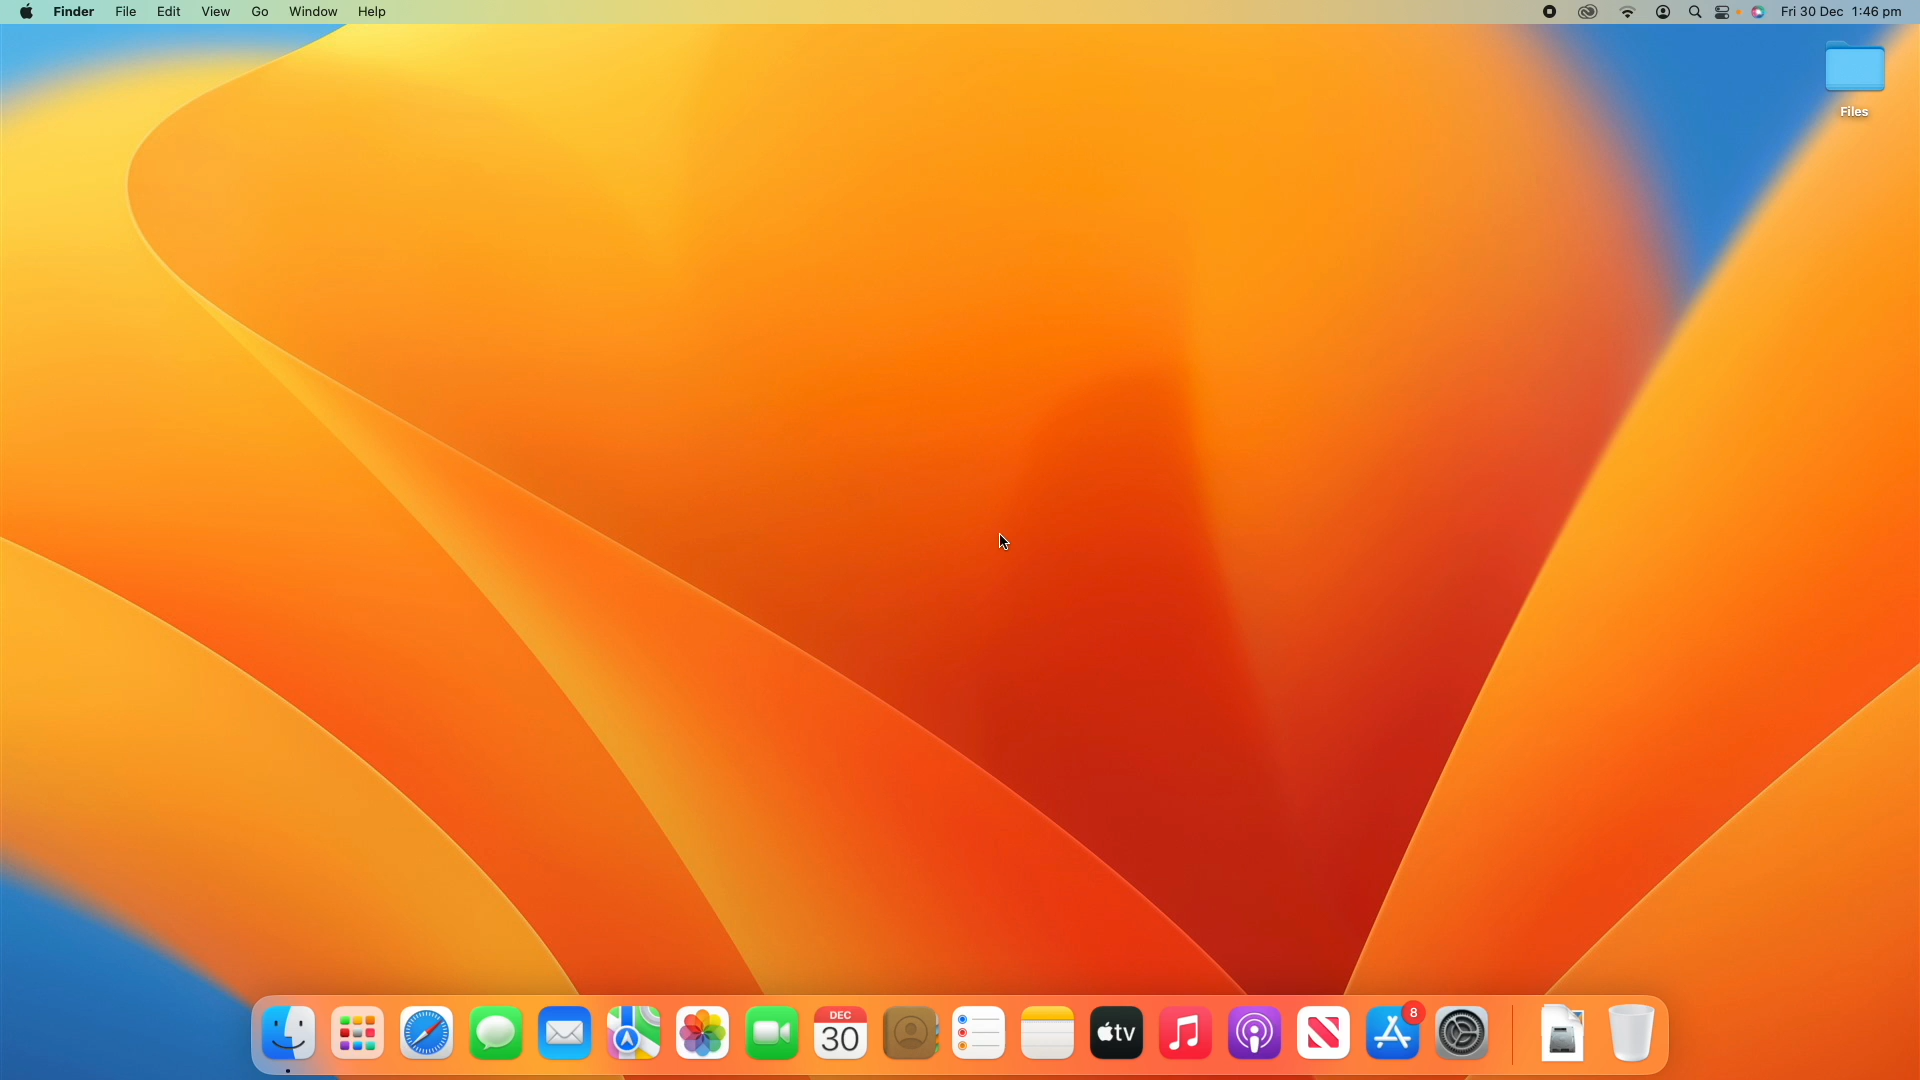 Finder File Edit View Go Window Help Fri 30 Dec 1:46 pm
Files
DEC
30
tv
8